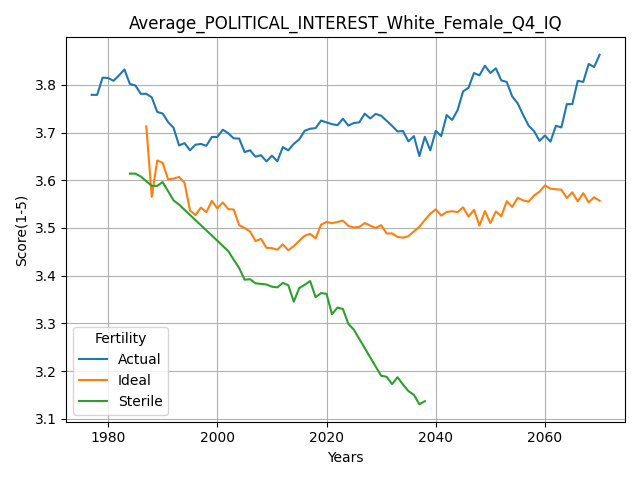 Average_POLITICAL_INTEREST_White_Female_Q4_IQ
Score(1-5)
3.8
3.7
3.6
3.5
3.4
3.3
3.2
3.1
Fertility
Actual
Ideal
Sterile
1980 2000 2020 2040 2060
Years